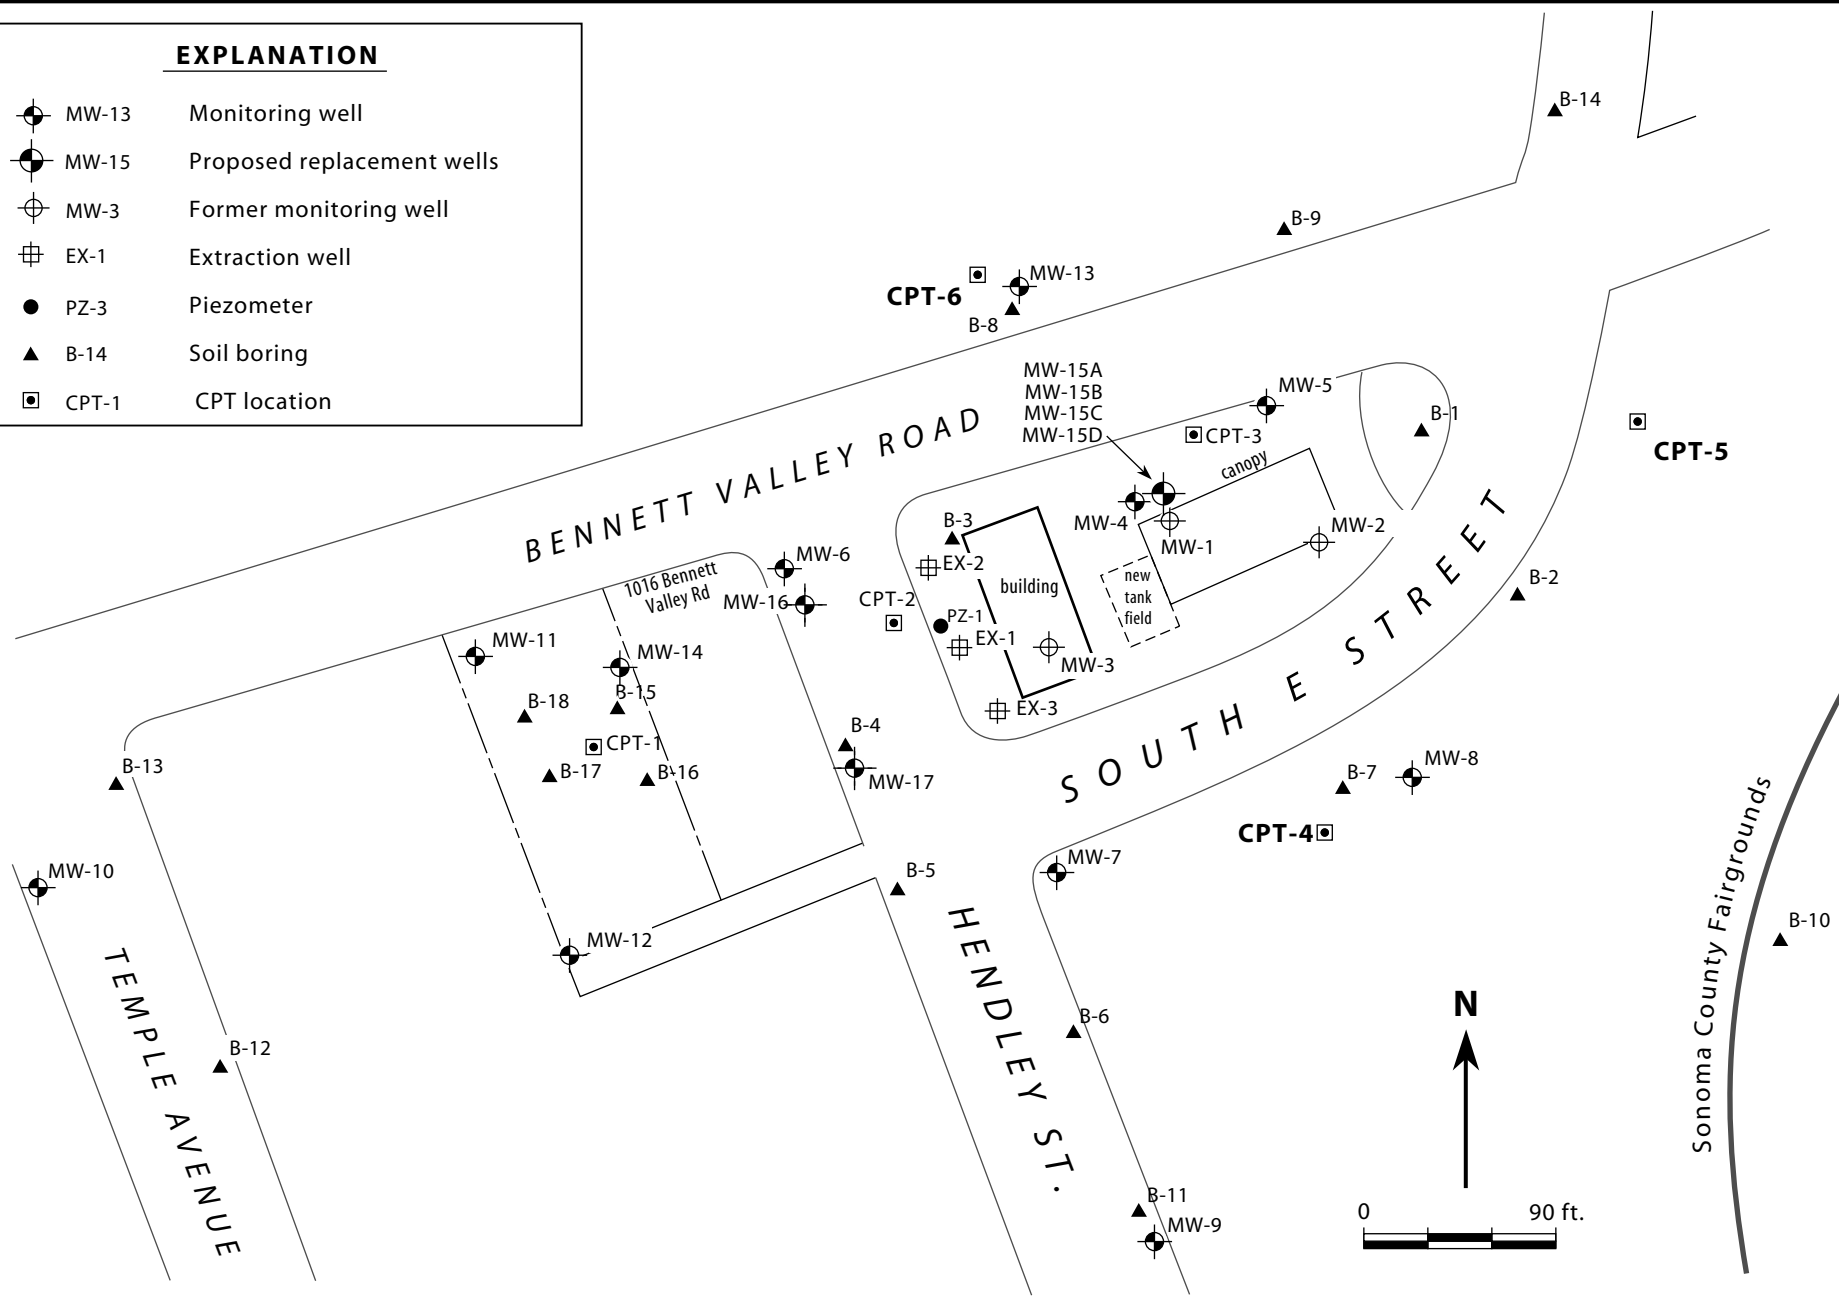 EXPLANATION
MW-13 Monitoring well
MW-15 Proposed replacement wells
MW-3 Former monitoring well
EX-1 Extraction well
PZ-3 Piezometer
B-14 Soil boring
CPT-1 CPT location
B-14
B-9
MW-13
CPT-6
B-8
MW-15A
MW-15B
MW-15C
MW-15D
MW-5
B-1
CPT-3
CPT-5
canopy
BENNETT VALLEY ROAD
B-3
MW-4
MW-1
MW-2
MW-6
EX-2
1016 Bennett
Valley Rd
building
new
tank
field
B-2
MW-16
CPT-2
PZ-1
EX-1
MW-3
MW-11
MW-14
B-15
B-18
EX-3
CPT-1
B-4
B-17
B-16
MW-17
SOUTH E STREET
B-13
B-7
MW-8
CPT-4
MW-10
MW-7
B-5
MW-12
HENDLEY ST.
Sonoma County Fairgrounds
B-10
TEMPLE AVENUE
N
B-6
B-12
B-11
MW-9
0 90 ft.